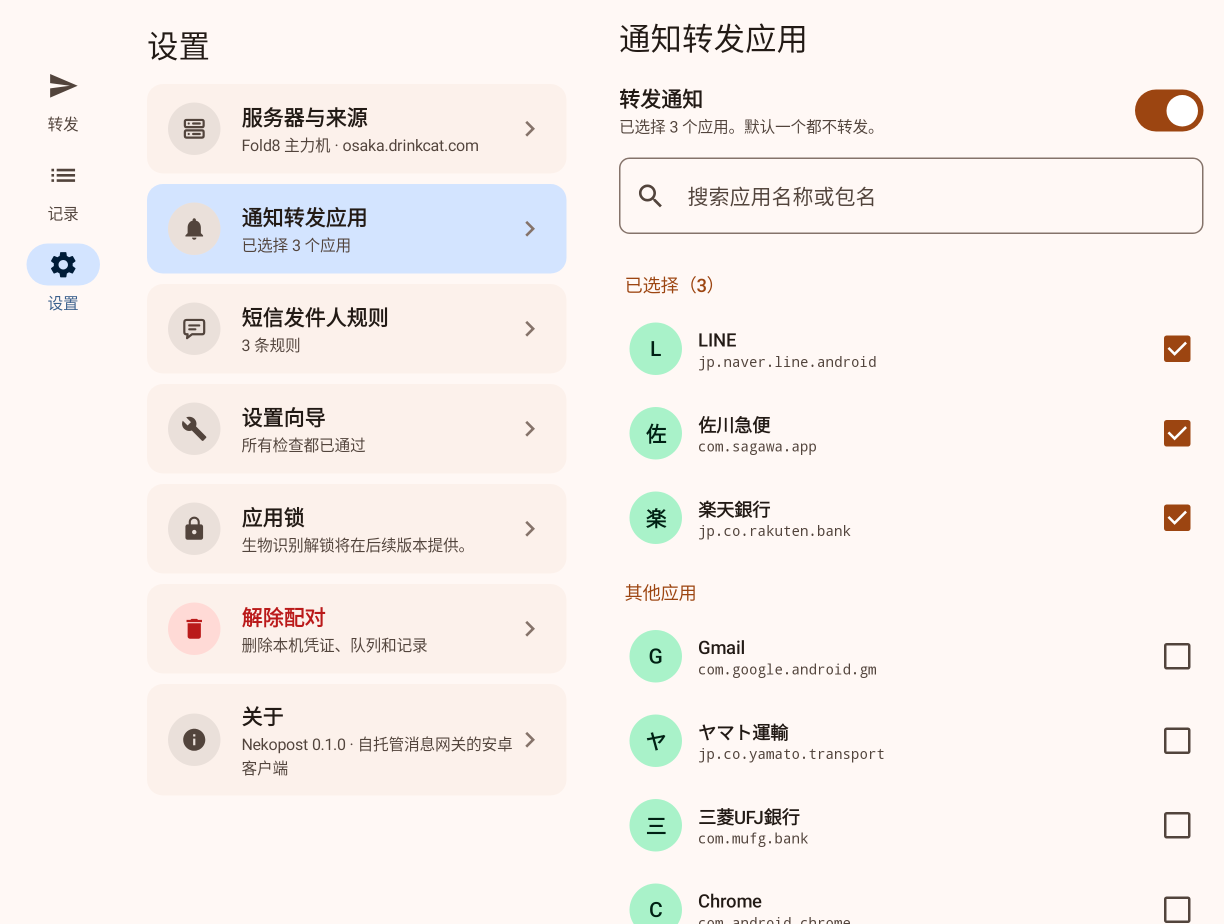 转发
记录
设置
设置
服务器与来源
Fold8 主力机 · osaka.drinkcat.com
通知转发应用
已选择 3 个应用
短信发件人规则
3 条规则
设置向导
所有检查都已通过
应用锁
生物识别解锁将在后续版本提供。
解除配对
删除本机凭证、队列和记录
关于
Nekopost 0.1.0 · 自托管消息网关的安卓
客户端
通知转发应用
转发通知
已选择 3 个应用。默认一个都不转发。
搜索应用名称或包名
已选择（3）
L
LINE
jp.naver.line.android
佐
佐川急便
com.sagawa.app
楽
楽天銀行
jp.co.rakuten.bank
其他应用
G
Gmail
com.google.android.gm
ヤ
ヤマト運輸
jp.co.yamato.transport
三
三菱UFJ銀行
com.mufg.bank
C
Chrome
com.android.chrome